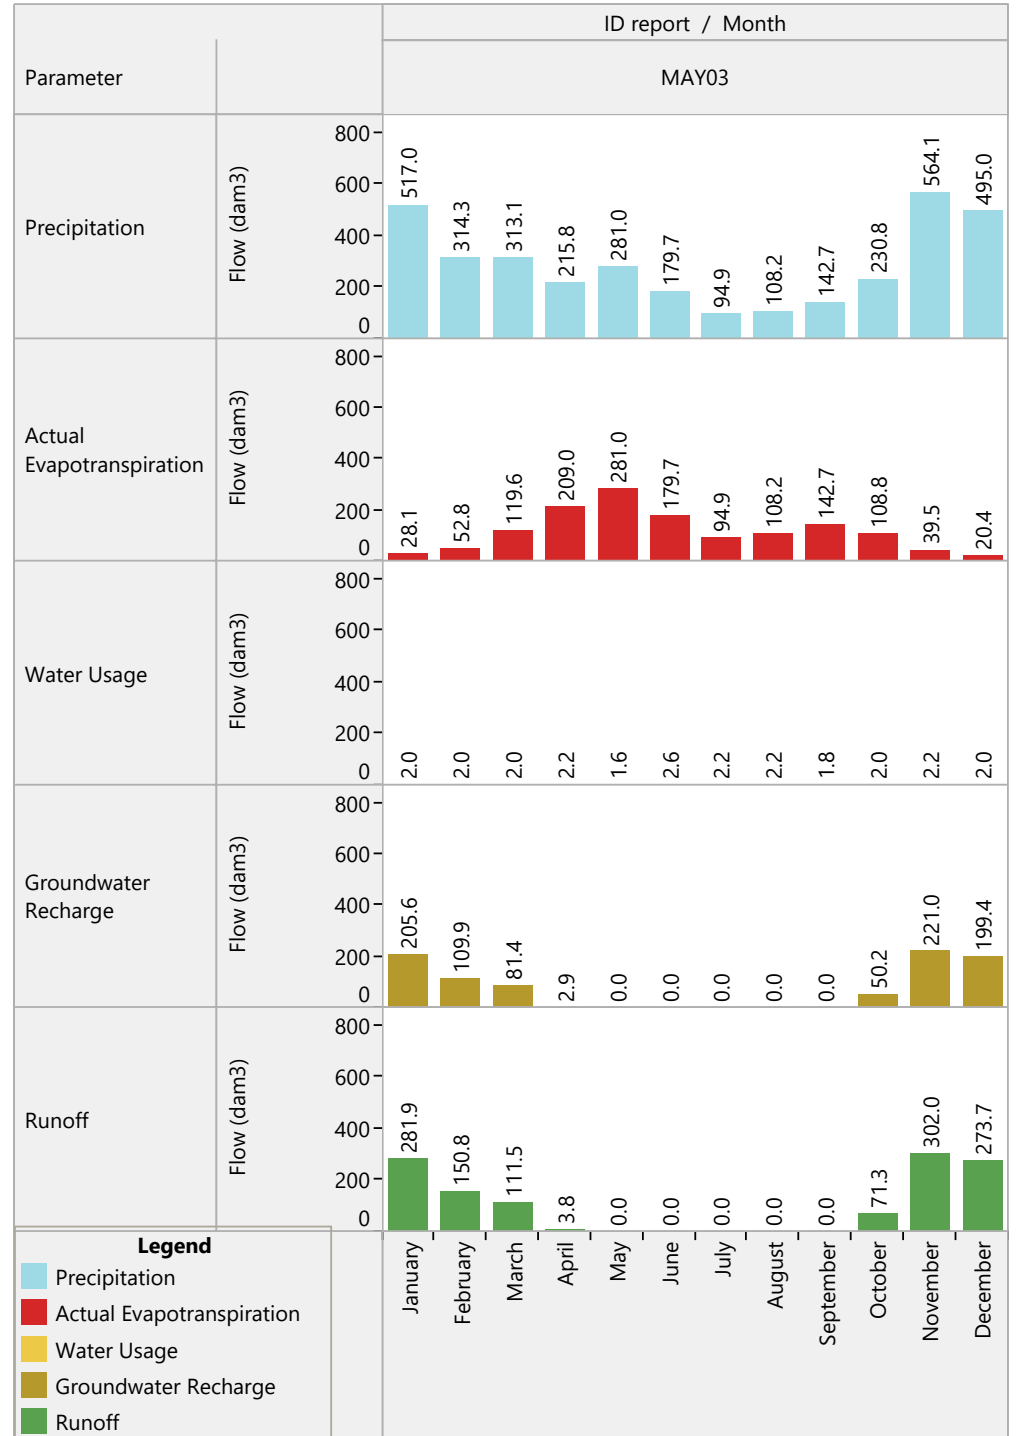 ID report / Month
Parameter
MAY03
Precipitation
Flow (dam3)
800
600
400
200
0
517.0
314.3
313.1
215.8
281.0
179.7
94.9
108.2
142.7
230.8
564.1
495.0
Actual
Evapotranspiration
Flow (dam3)
800
600
400
200
0
28.1
52.8
119.6
209.0
281.0
179.7
94.9
108.2
142.7
108.8
39.5
20.4
Water Usage
Flow (dam3)
800
600
400
200
0
2.0
2.0
2.0
2.2
1.6
2.6
2.2
2.2
1.8
2.0
2.2
2.0
Groundwater
Recharge
Flow (dam3)
800
600
400
200
0
205.6
109.9
81.4
2.9
0.0
0.0
0.0
0.0
0.0
50.2
221.0
199.4
Runoff
Flow (dam3)
800
600
400
200
0
281.9
150.8
111.5
3.8
0.0
0.0
0.0
0.0
0.0
71.3
302.0
273.7
January
February
March
April
May
June
July
August
September
October
November
December
Legend
Precipitation
Actual Evapotranspiration
Water Usage
Groundwater Recharge
Runoff